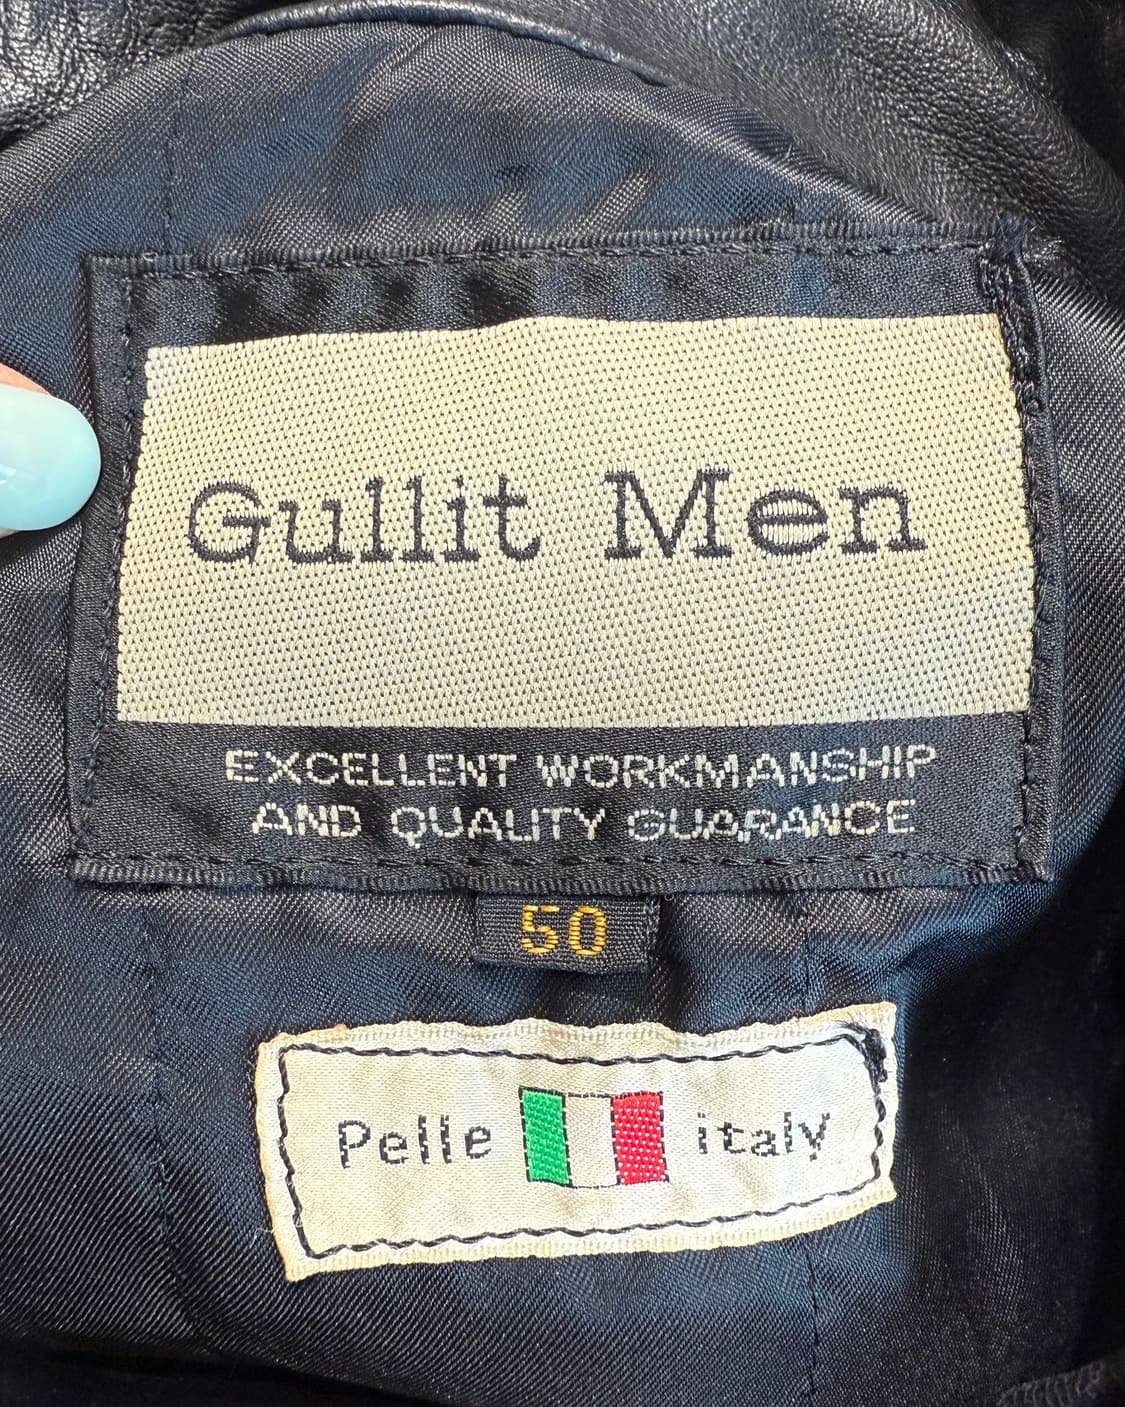 Gullit Men
EXCELLENT WORKMANSHIP
AND QUALITY GUARANCE
50
Pelle italy